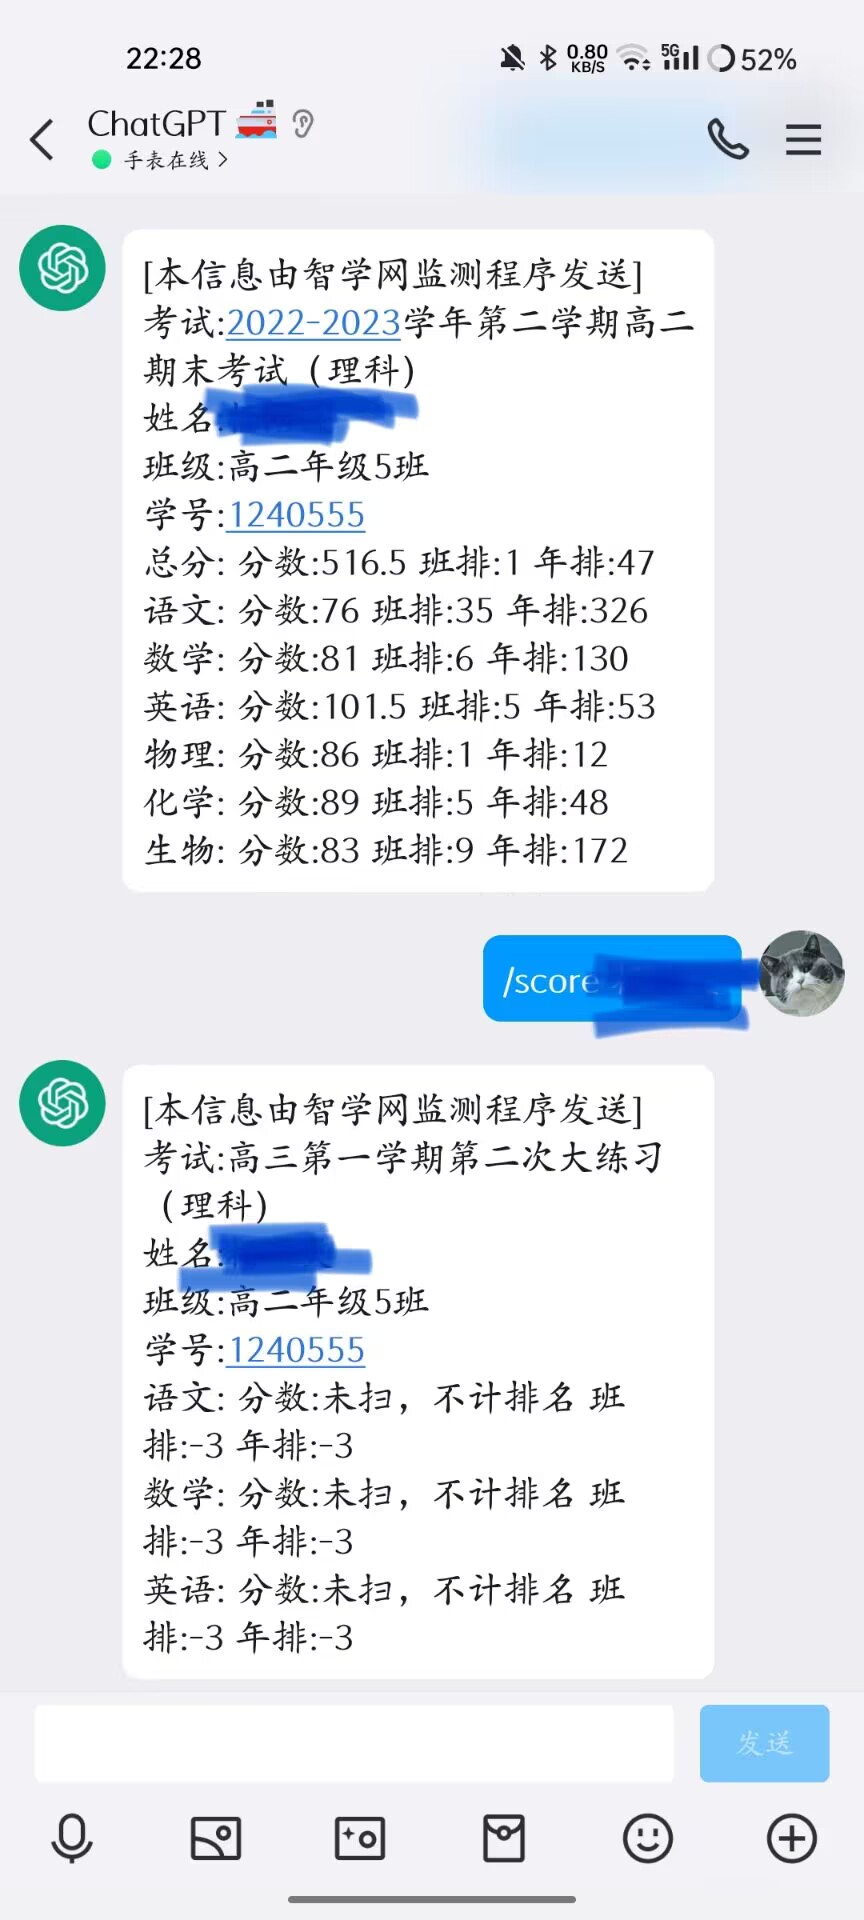 22:28
0.80
KB/S
5G
52%
ChatGPT
手表在线
[本信息由智学网监测程序发送]
考试:2022-2023学年第二学期高二
期末考试（理科）
姓名:
班级:高二年级5班
学号:1240555
总分: 分数:516.5 班排:1 年排:47
语文: 分数:76 班排:35 年排:326
数学: 分数:81 班排:6 年排:130
英语: 分数:101.5 班排:5 年排:53
物理: 分数:86 班排:1 年排:12
化学: 分数:89 班排:5 年排:48
生物: 分数:83 班排:9 年排:172
/score
[本信息由智学网监测程序发送]
考试:高三第一学期第二次大练习
（理科）
姓名:
班级:高二年级5班
学号:1240555
语文: 分数:未扫，不计排名 班
排:-3 年排:-3
数学: 分数:未扫，不计排名 班
排:-3 年排:-3
英语: 分数:未扫，不计排名 班
排:-3 年排:-3
发送